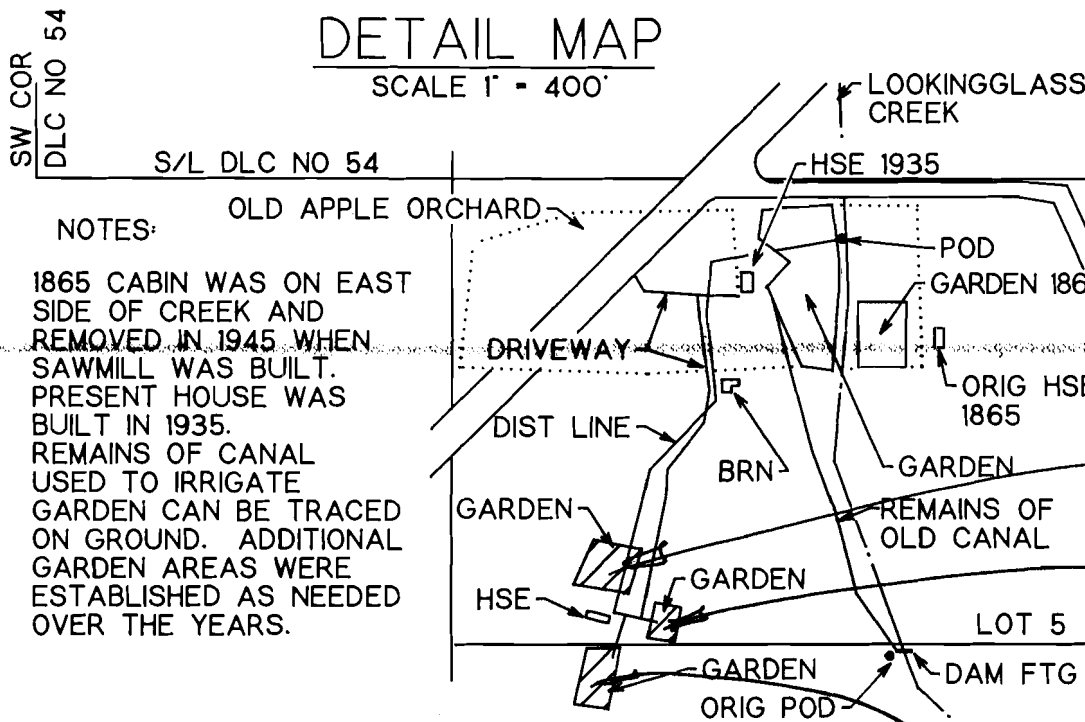 DETAIL MAP
SCALE 1" = 400'
SW COR
DLC NO 54
S/L DLC NO 54
LOOKINGGLASS
CREEK
HSE 1935
OLD APPLE ORCHARD
POD
GARDEN 186
NOTES:
1865 CABIN WAS ON EAST
SIDE OF CREEK AND
REMOVED IN 1945 WHEN
SAWMILL WAS BUILT.
PRESENT HOUSE WAS
BUILT IN 1935.
REMAINS OF CANAL
USED TO IRRIGATE
GARDEN CAN BE TRACED
ON GROUND. ADDITIONAL
GARDEN AREAS WERE
ESTABLISHED AS NEEDED
OVER THE YEARS.
DRIVEWAY
ORIG HSE
1865
DIST LINE
BRN
GARDEN
GARDEN
REMAINS OF
OLD CANAL
GARDEN
HSE
LOT 5
GARDEN
DAM FTG
ORIG POD